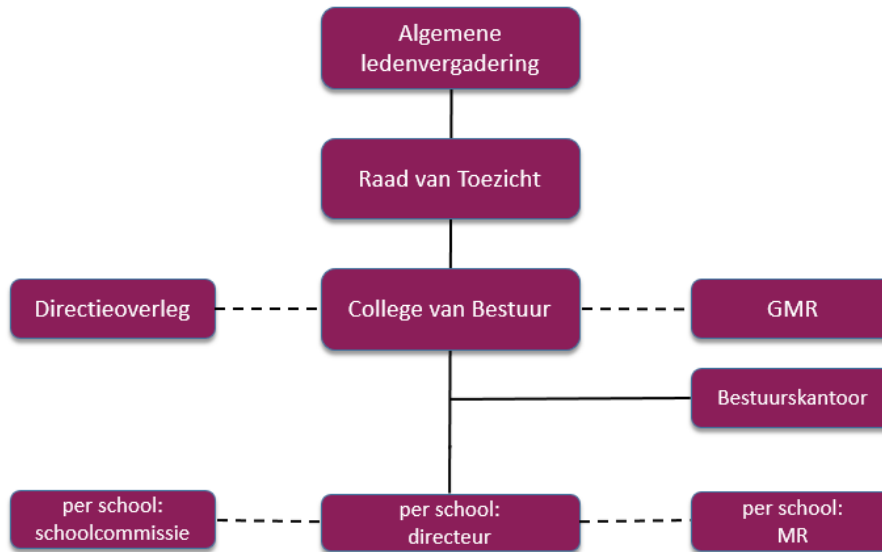 Algemene
ledenvergadering
Raad van Toezicht
Directieoverleg
College van Bestuur
GMR
Bestuurskantoor
per school:
schoolcommissie
per school:
directeur
per school:
MR